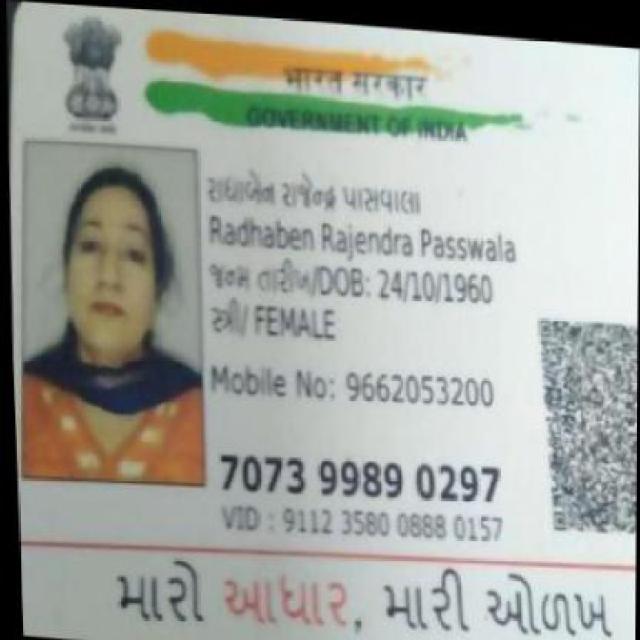 भारत सरकार
GOVERNMENT OF INDIA
રાધાબેન રાજેન્દ્ર પાસવાલા
Radhaben Rajendra Passwala
જન્મ તારીખ/DOB: 24/10/1960
સ્ત્રી/ FEMALE
Mobile No: 9662053200
7073 9989 0297
VID : 9112 3580 0888 0157
મારો આધાર, મારી ઓળખ